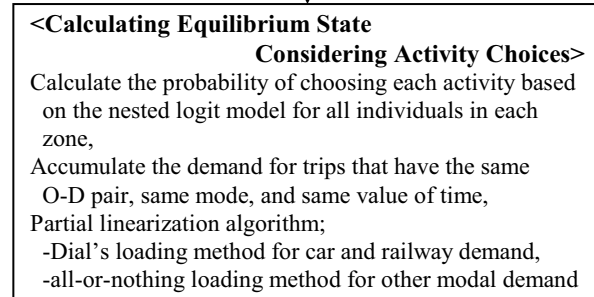 <Calculating Equilibrium State
Considering Activity Choices>
Calculate the probability of choosing each activity based
on the nested logit model for all individuals in each
zone,
Accumulate the demand for trips that have the same
O-D pair, same mode, and same value of time,
Partial linearization algorithm;
-Dial's loading method for car and railway demand,
-all-or-nothing loading method for other modal demand